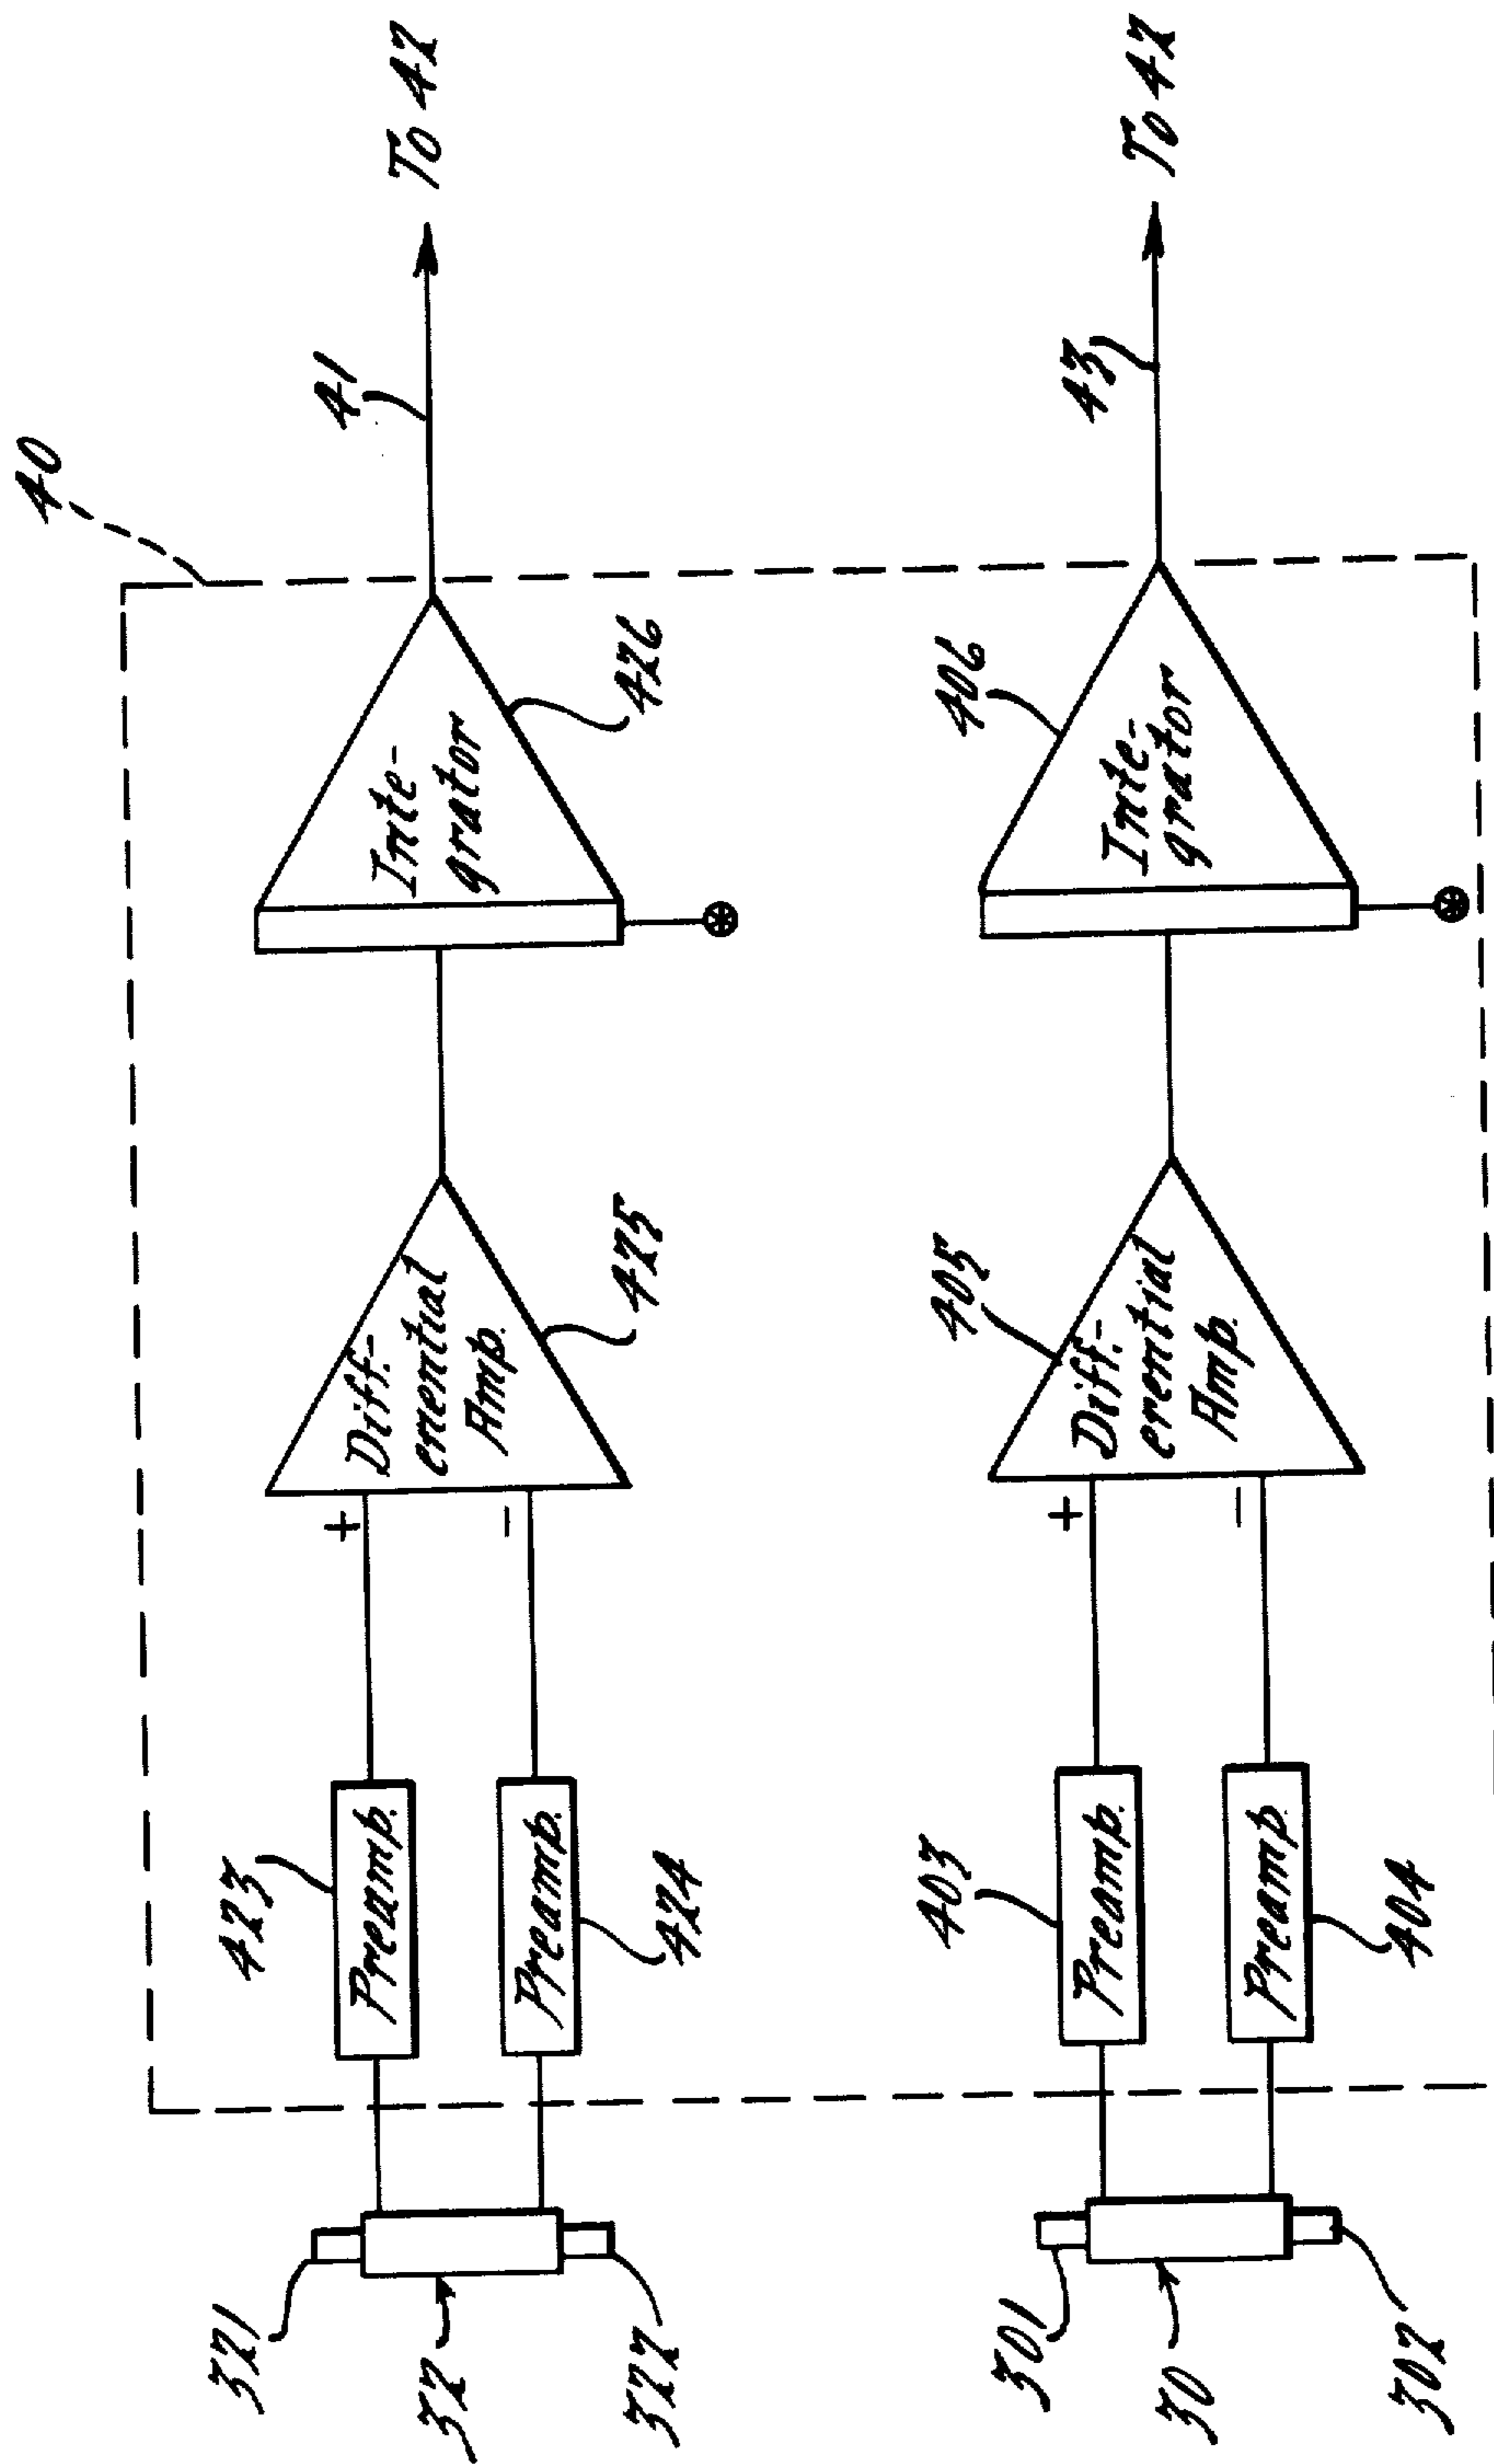 40
321
32
322
423
Preamp.
Preamp.
424
+
-
Diff-
erential
Amp.
425
Inte-
grator
426
41
To 42
301
30
302
403
Preamp.
Preamp.
404
+
-
405
Diff-
erential
Amp.
406
Inte-
grator
43
To 42